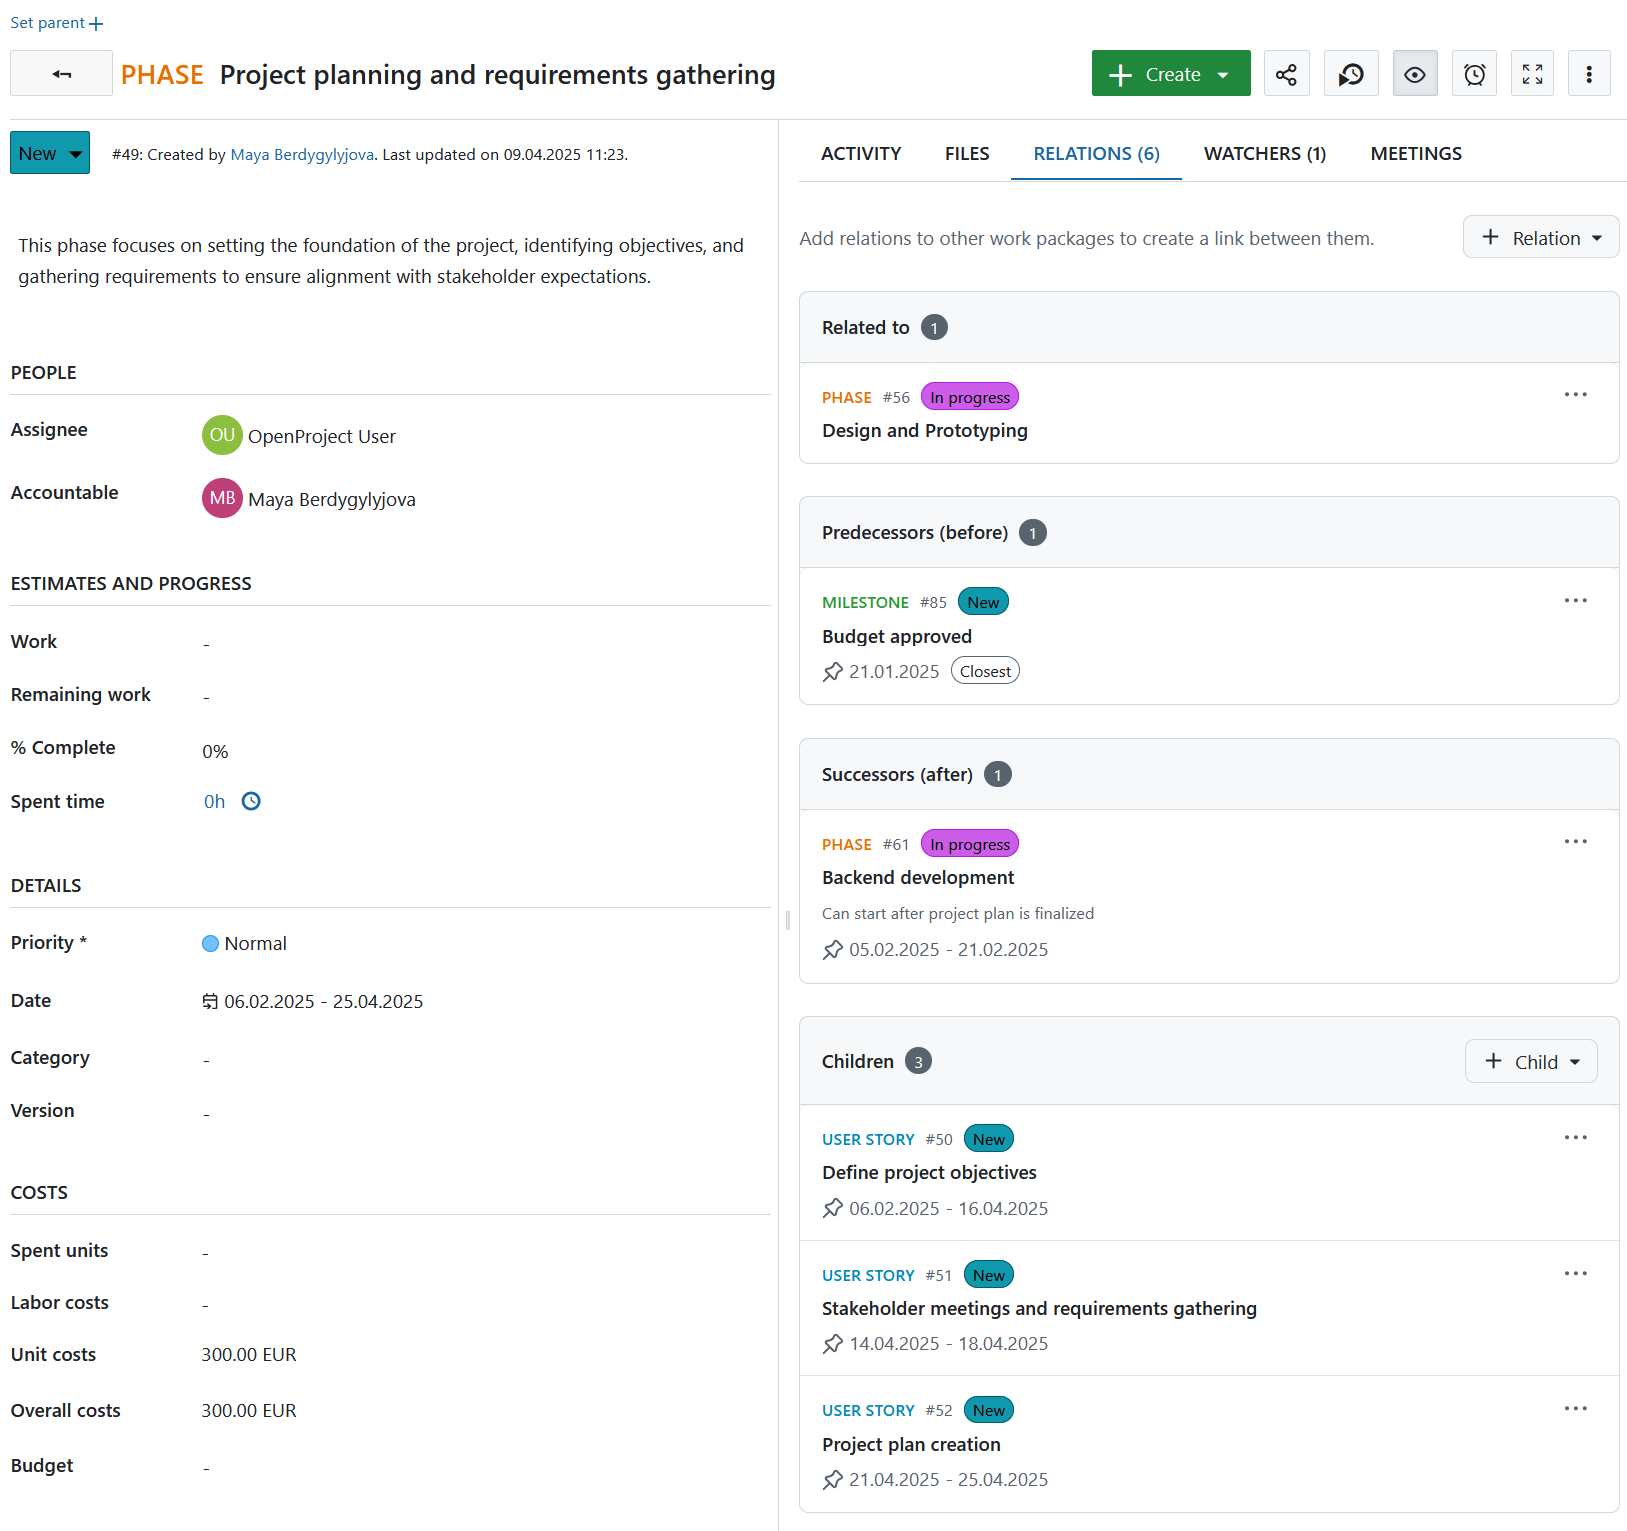 Set parent
PHASE Project planning and requirements gathering
Create
New
#49: Created by Maya Berdygylyjova. Last updated on 09.04.2025 11:23.
This phase focuses on setting the foundation of the project, identifying objectives, and
gathering requirements to ensure alignment with stakeholder expectations.
PEOPLE
Assignee
OU OpenProject User
Accountable
MB Maya Berdygylyjova
ESTIMATES AND PROGRESS
Work -
Remaining work -
% Complete 0%
Spent time 0h
DETAILS
Priority * Normal
Date 06.02.2025 - 25.04.2025
Category -
Version -
COSTS
Spent units -
Labor costs -
Unit costs 300.00 EUR
Overall costs 300.00 EUR
Budget -
ACTIVITY FILES RELATIONS (6) WATCHERS (1) MEETINGS
Add relations to other work packages to create a link between them.
+ Relation
Related to 1
PHASE #56 In progress
Design and Prototyping
Predecessors (before) 1
MILESTONE #85 New
Budget approved
21.01.2025 Closest
Successors (after) 1
PHASE #61 In progress
Backend development
Can start after project plan is finalized
05.02.2025 - 21.02.2025
Children 3
+ Child
USER STORY #50 New
Define project objectives
06.02.2025 - 16.04.2025
USER STORY #51 New
Stakeholder meetings and requirements gathering
14.04.2025 - 18.04.2025
USER STORY #52 New
Project plan creation
21.04.2025 - 25.04.2025